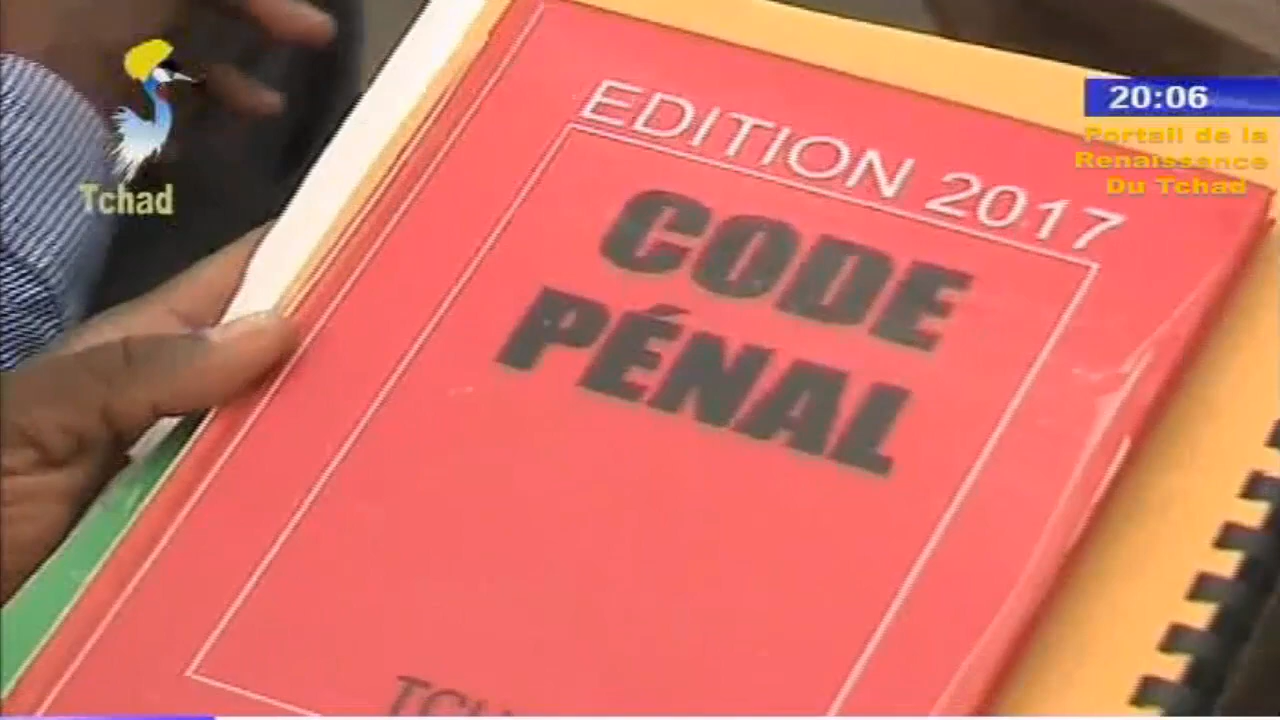 Tchad
20:06
Portail de la
Renaissance
Du Tchad
EDITION 2017
CODE
PÉNAL